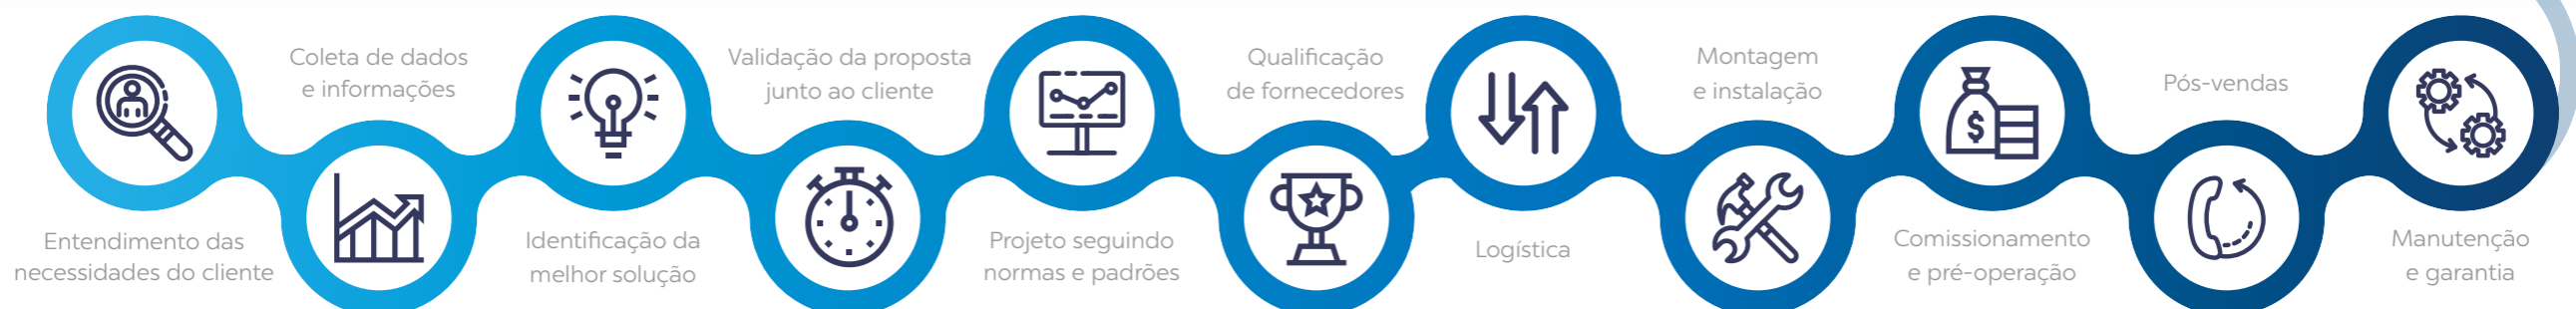 Entendimento das
necessidades do cliente
Coleta de dados
e informações
Identificação da
melhor solução
Validação da proposta
junto ao cliente
Projeto seguindo
normas e padrões
Qualificação
de fornecedores
Logística
Montagem
e instalação
$
Comissionamento
e pré-operação
Pós-vendas
Manutenção
e garantia